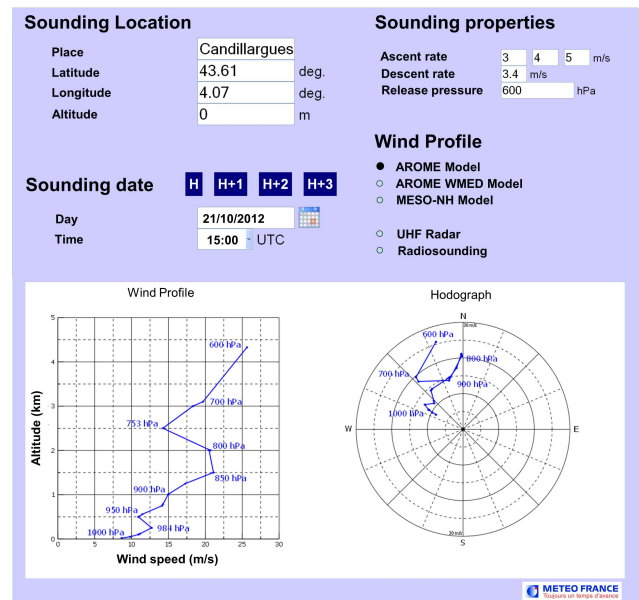 Sounding Location
Place Candillargues
Latitude 43.61 deg.
Longitude 4.07 deg.
Altitude 0 m
Sounding properties
Ascent rate 3 4 5 m/s
Descent rate 3.4 m/s
Release pressure 600 hPa
Wind Profile
AROME Model
AROME WMED Model
MESO-NH Model
UHF Radar
Radiosounding
Sounding date H H+1 H+2 H+3
Day 21/10/2012
Time 15:00 UTC
Wind Profile
Altitude (km)
5
4
3
2
1
0
600 hPa
700 hPa
753 hPa
800 hPa
850 hPa
900 hPa
950 hPa
984 hPa
1000 hPa
0 5 10 15 20 25 30
Wind speed (m/s)
Hodograph
N
30 m/s
600 hPa
800 hPa
700 hPa
900 hPa
1000 hPa
W E
30 m/s
S
METEO FRANCE
Toujours un temps d'avance